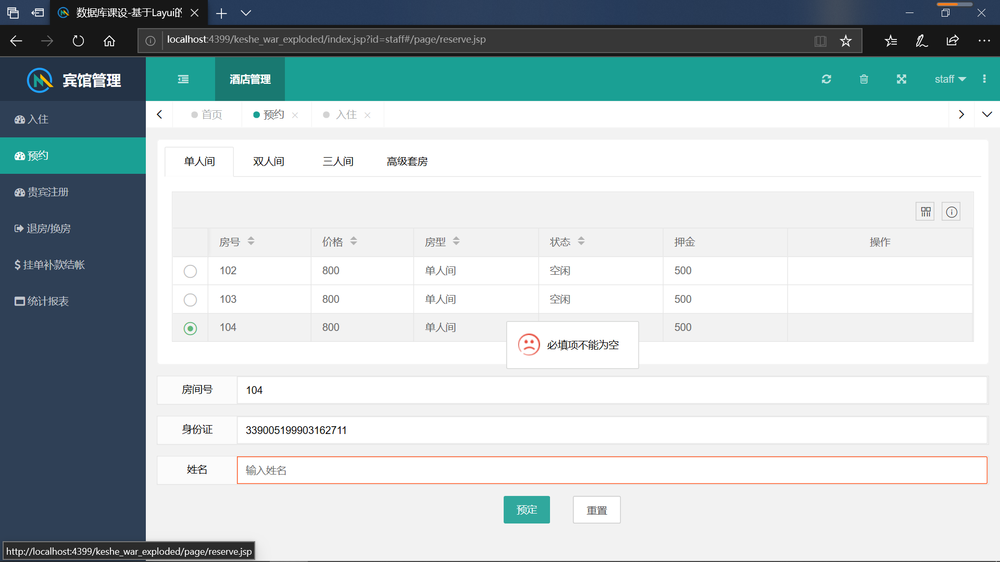 数据库课设-基于Layui的
localhost:4399/keshe_war_exploded/index.jsp?id=staff#/page/reserve.jsp
宾馆管理
酒店管理
staff
入住
预约
贵宾注册
退房/换房
挂单补款结帐
统计报表
首页
预约
入住
单人间 双人间 三人间 高级套房
房号 价格 房型 状态 押金 操作
102 800 单人间 空闲 500
103 800 单人间 空闲 500
104 800 单人间 500
必填项不能为空
房间号 104
身份证 339005199903162711
姓名 输入姓名
预定 重置
http://localhost:4399/keshe_war_exploded/page/reserve.jsp